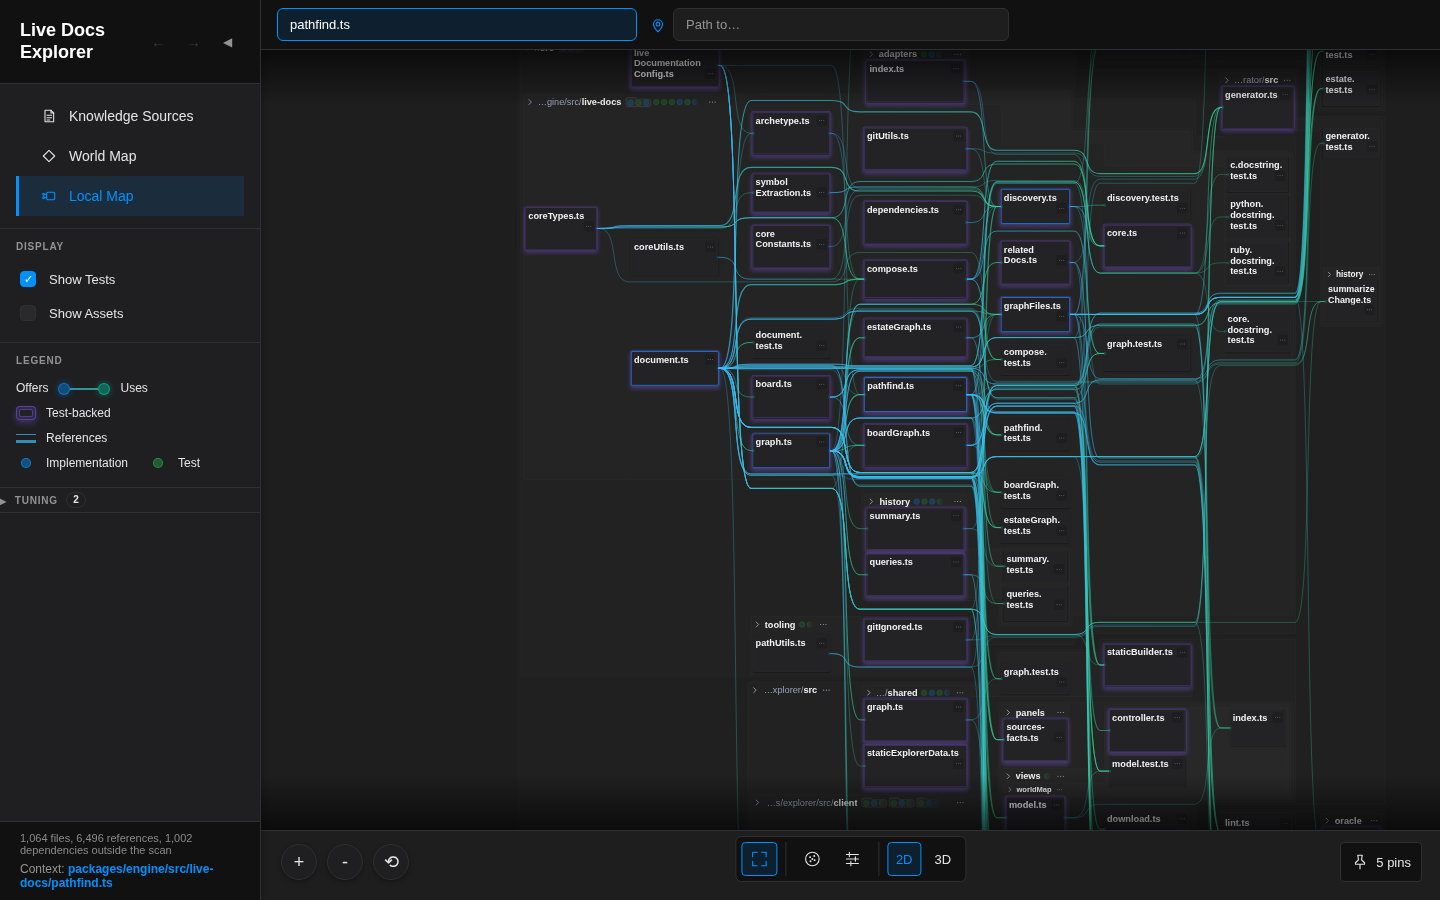 Live Docs
Explorer
pathfind.ts
Path to…
Knowledge Sources
World Map
Local Map
DISPLAY
Show Tests
Show Assets
LEGEND
Offers
Uses
Test-backed
References
Implementation
Test
TUNING
2
1,064 files, 6,496 references, 1,002
dependencies outside the scan
Context: packages/engine/src/live-
docs/pathfind.ts
live
Documentation
Config.ts
…gine/src/live-docs
coreTypes.ts
coreUtils.ts
document.ts
archetype.ts
symbol
Extraction.ts
core
Constants.ts
document.
test.ts
board.ts
graph.ts
tooling
pathUtils.ts
…xplorer/src
…s/explorer/src/client
adapters
index.ts
gitUtils.ts
dependencies.ts
compose.ts
estateGraph.ts
pathfind.ts
boardGraph.ts
history
summary.ts
queries.ts
gitIgnored.ts
…/shared
graph.ts
staticExplorerData.ts
discovery.ts
related
Docs.ts
graphFiles.ts
compose.
test.ts
pathfind.
test.ts
boardGraph.
test.ts
estateGraph.
test.ts
summary.
test.ts
queries.
test.ts
graph.test.ts
panels
sources-
facts.ts
views
worldMap
model.ts
discovery.test.ts
core.ts
graph.test.ts
staticBuilder.ts
controller.ts
model.test.ts
download.ts
…rator/src
generator.ts
c.docstring.
test.ts
python.
docstring.
test.ts
ruby.
docstring.
test.ts
core.
docstring.
test.ts
index.ts
lint.ts
test.ts
estate.
test.ts
generator.
test.ts
history
summarize
Change.ts
oracle
+
-
2D
3D
5 pins